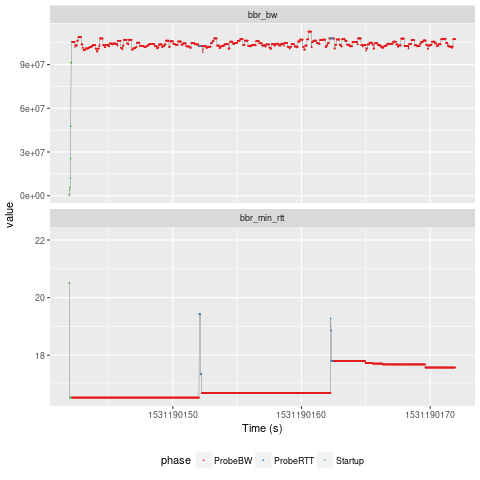 bbr_bw
9e+07
6e+07
3e+07
0e+00
value
bbr_min_rtt
22
20
18
1531190150 1531190160 1531190170
Time (s)
phase ProbeBW ProbeRTT Startup